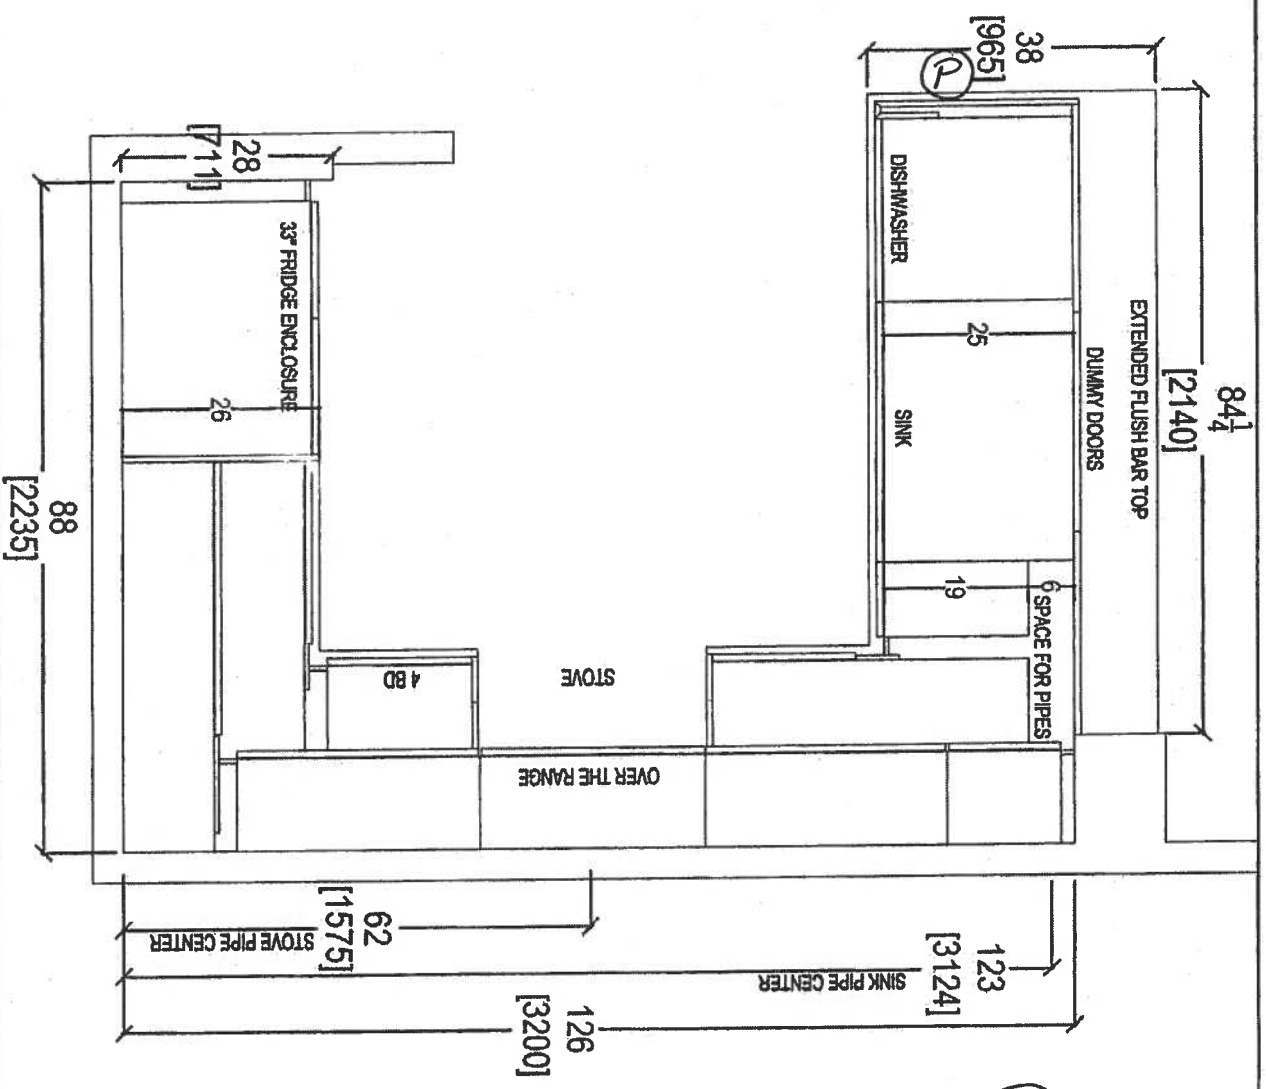 38
[965]
P
84 1/4
[2140]
EXTENDED FLUSH BAR TOP
DUMMY DOORS
DISHWASHER
25
SINK
19
6
SPACE FOR PIPES
28
[711]
33" FRIDGE ENCLOSURE
26
88
[2235]
4 BD
STOVE
OVER THE RANGE
62
[1575]
STOVE PIPE CENTER
123
[3124]
SINK PIPE CENTER
126
[3200]